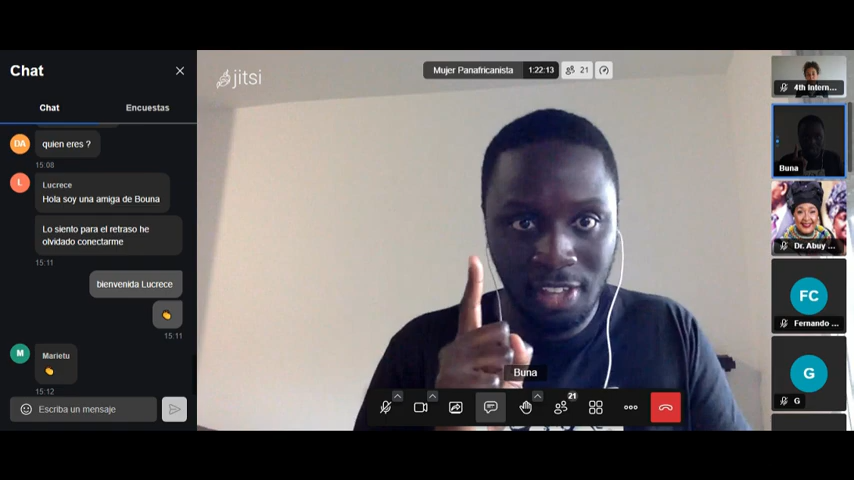 Chat
Chat
Encuestas
DA
quien eres ?
15:08
L
Lucrece
Hola soy una amiga de Bouna
Lo siento para el retraso he
olvidado conectarme
15:11
bienvenida Lucrece
15:11
M
Marietu
15:12
Escriba un mensaje
jitsi
Mujer Panafricanista
1:22:13
21
Buna
21
4th Intern...
Buna
Dr. Abuy ...
FC
Fernando ...
G
G